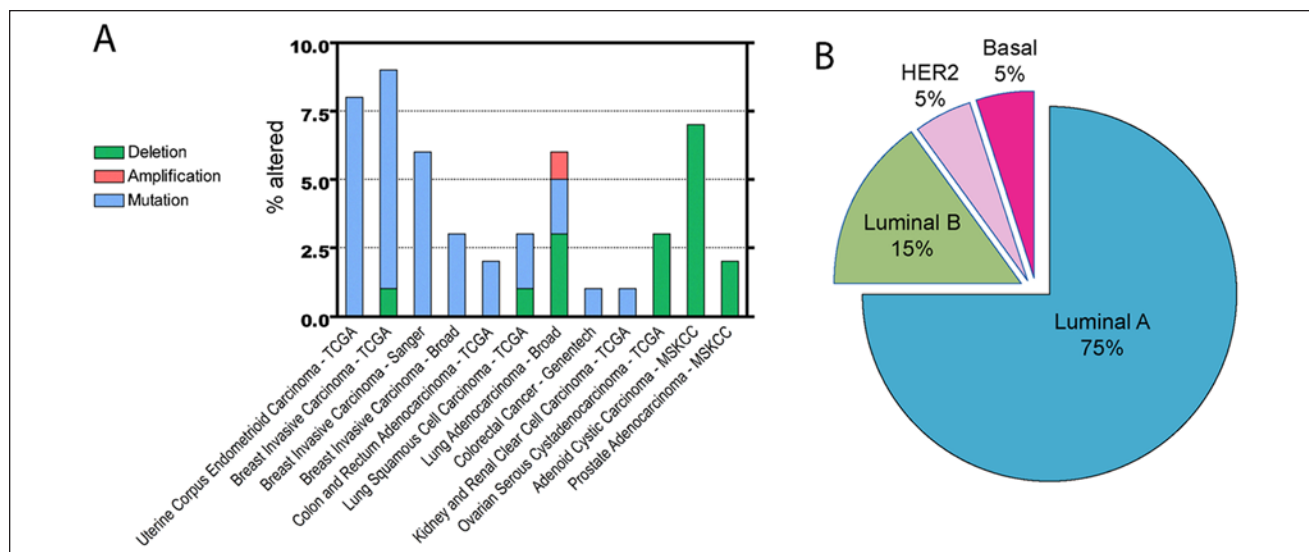 A
10.0
7.5
5.0
2.5
0.0
% altered
Deletion
Amplification
Mutation
Uterine Corpus Endometrioid Carcinoma - TCGA
Breast Invasive Carcinoma - TCGA
Breast Invasive Carcinoma - Sanger
Breast Invasive Carcinoma - Broad
Colon and Rectum Adenocarcinoma - TCGA
Lung Squamous Cell Carcinoma - TCGA
Lung Adenocarcinoma - Broad
Colorectal Cancer - Genentech
Kidney and Renal Clear Cell Carcinoma - TCGA
Ovarian Serous Cystadenocarcinoma - TCGA
Adenoid Cystic Carcinoma - MSKCC
Prostate Adenocarcinoma - MSKCC
B
Basal
5%
HER2
5%
Luminal B
15%
Luminal A
75%